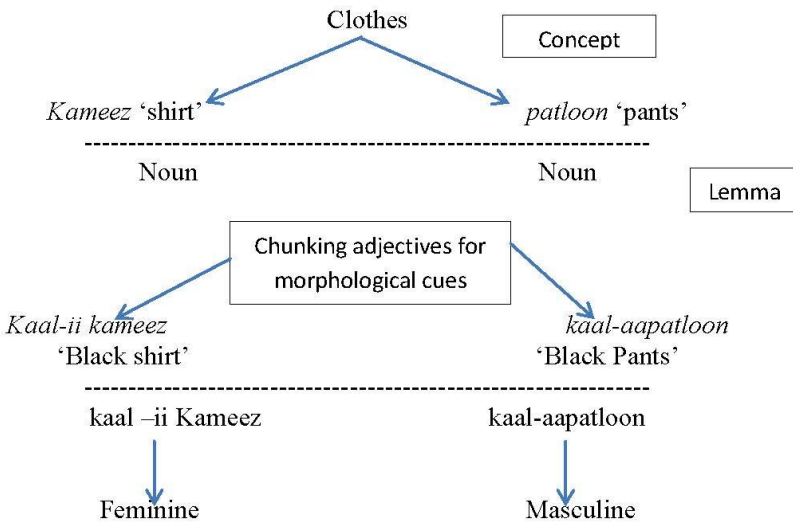 Clothes
Concept
Kameez ‘shirt’
patloon ‘pants’
Noun
Noun
Lemma
Chunking adjectives for
morphological cues
Kaal-ii kameez
‘Black shirt’
kaal-aapatloon
‘Black Pants’
kaal –ii Kameez
kaal-aapatloon
Feminine
Masculine